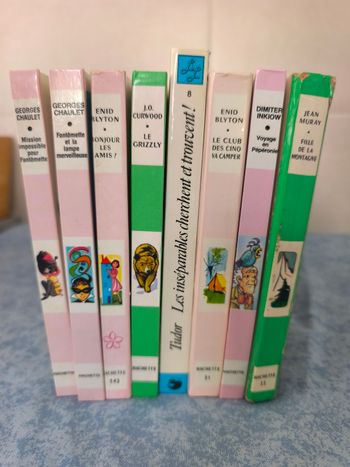 GEORGES
CHAULET
Mission
impossible
pour
Fantômette
HACHETTE
GEORGES
CHAULET
Fantômette
et la
lampe
merveilleuse
HACHETTE
ENID
BLYTON
BONJOUR
LES
AMIS !
HACHETTE
J.O.
CURWOOD
LE
GRIZZLY
HACHETTE
8
Tudor Les inséparables cherchent et trouvent!
ENID
BLYTON
LE CLUB
DES CINQ
VA CAMPER
HACHETTE
DIMITER
INKIOW
Voyage
en
Pépéronie
HACHETTE
JEAN
MURAY
FILLE
DE LA
MONTAGNE
HACHETTE